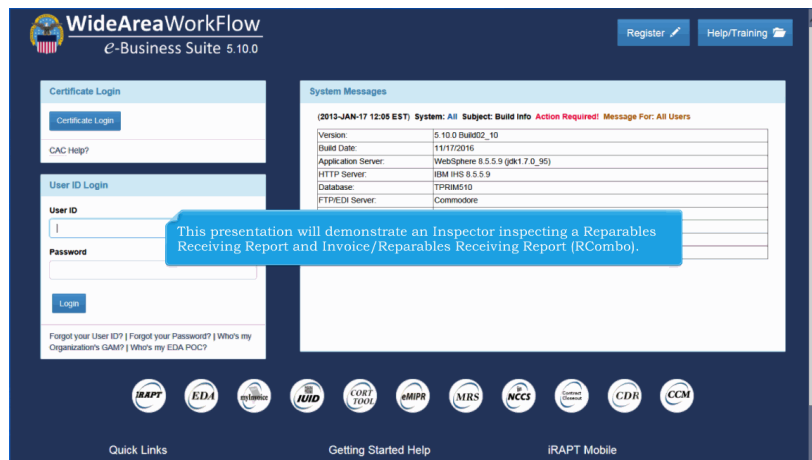 WideAreaWorkFlow
e-Business Suite 5.10.0
Register
Help/Training
Certificate Login
Certificate Login
CAC Help?
User ID Login
User ID
Password
Login
Forgot your User ID? | Forgot your Password? | Who's my
Organization's GAM? | Who's my EDA POC?
System Messages
(2013-JAN-17 12:05 EST) System: All Subject: Build Info Action Required! Message For: All Users
Version: 5.10.0 Build02_10
Build Date: 11/17/2016
Application Server: WebSphere 8.5.5.9 (jdk1.7.0_95)
HTTP Server: IBM IHS 8.5.5.9
Database: TPRIM510
FTP/EDI Server: Commodore
This presentation will demonstrate an Inspector inspecting a Reparables
Receiving Report and Invoice/Reparables Receiving Report (RCombo).
iRAPT
EDA
myInvoice
IUID
CORT
TOOL
eMIPR
MRS
NCCS
Contract
Closeout
CDR
CCM
Quick Links
Getting Started Help
iRAPT Mobile